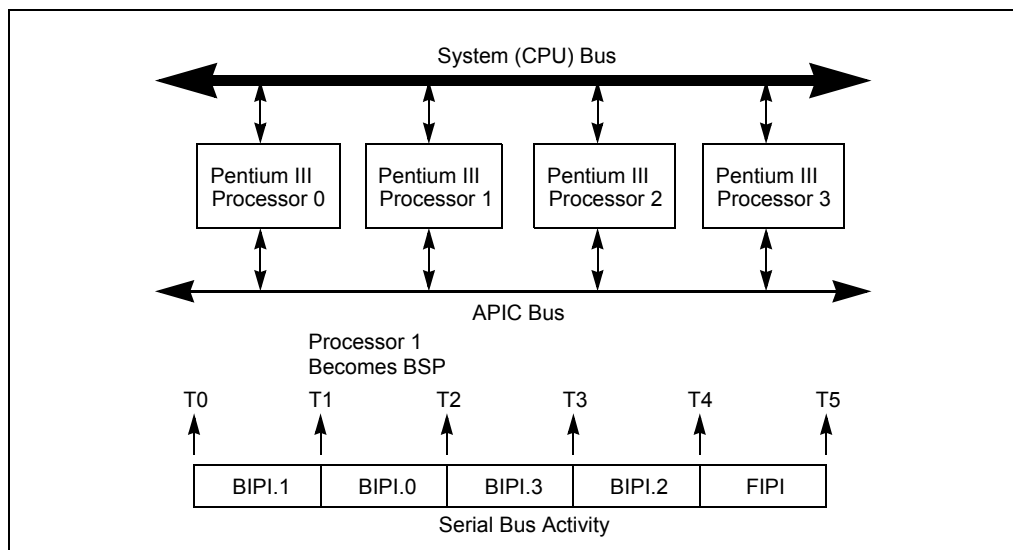 System (CPU) Bus
Pentium III
Processor 0
Pentium III
Processor 1
Pentium III
Processor 2
Pentium III
Processor 3
APIC Bus
Processor 1
Becomes BSP
T0 T1 T2 T3 T4 T5
BIPI.1 BIPI.0 BIPI.3 BIPI.2 FIPI
Serial Bus Activity